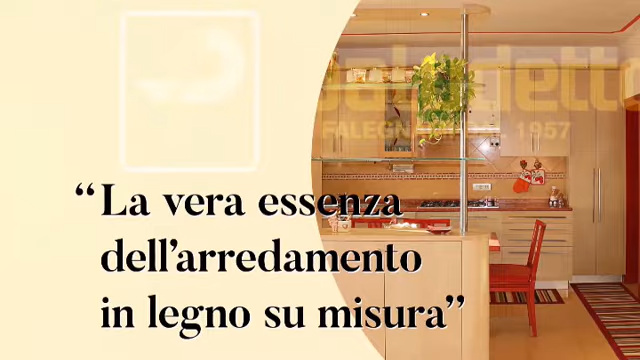 “La vera essenza
dell’arredamento
in legno su misura”